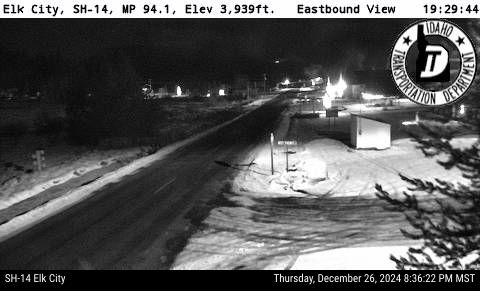 Elk City, SH-14, MP 94.1, Elev 3,939ft. Eastbound View 19:29:44
IDAHO
TRANSPORTATION DEPARTMENT
SH-14 Elk City Thursday, December 26, 2024 8:36:22 PM MST